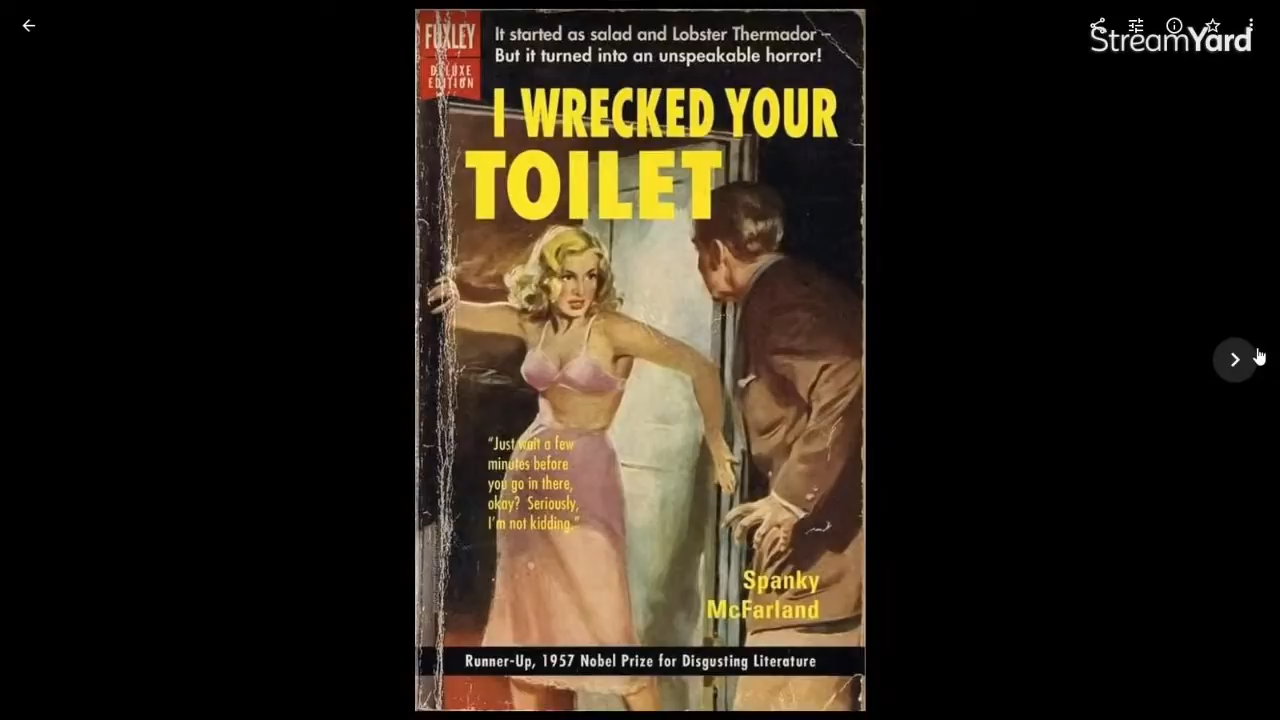 FUXLEY
DELUXE
EDITION
It started as salad and Lobster Thermador –
But it turned into an unspeakable horror!
I WRECKED YOUR
TOILET
"Just wait a few
minutes before
you go in there,
okay? Seriously,
I'm not kidding."
Spanky
McFarland
Runner-Up, 1957 Nobel Prize for Disgusting Literature
StreamYard